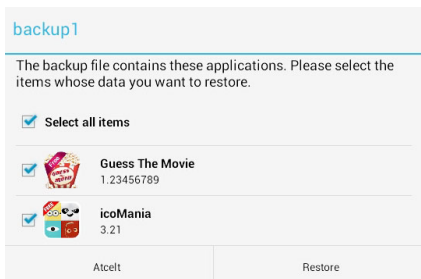 backup1
The backup file contains these applications. Please select the
items whose data you want to restore.
Select all items
Guess The Movie
1.23456789
icoMania
3.21
Atcelt
Restore